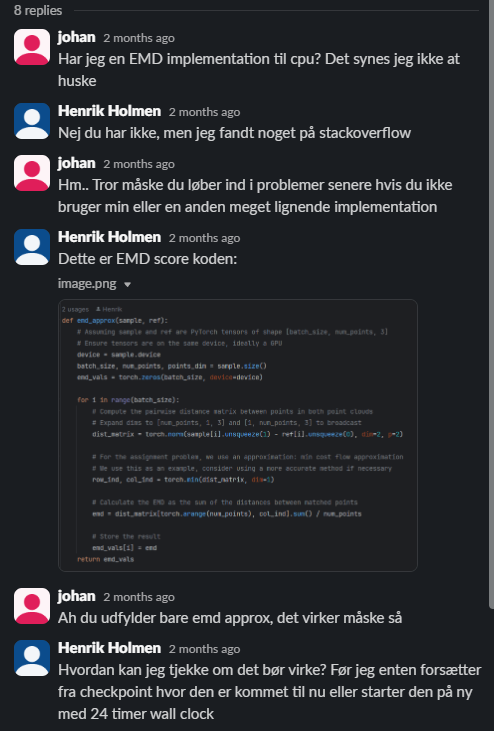 8 replies
johan 2 months ago
Har jeg en EMD implementation til cpu? Det synes jeg ikke at
huske
Henrik Holmen 2 months ago
Nej du har ikke, men jeg fandt noget på stackoverflow
johan 2 months ago
Hm.. Tror måske du løber ind i problemer senere hvis du ikke
bruger min eller en anden meget lignende implementation
Henrik Holmen 2 months ago
Dette er EMD score koden:
image.png
2 usages Henrik
def emd_approx(sample, ref):
# Assuming sample and ref are PyTorch tensors of shape [batch_size, num_points, 3]
# Ensure tensors are on the same device, ideally a GPU
device = sample.device
batch_size, num_points, points_dim = sample.size()
emd_vals = torch.zeros(batch_size, device=device)
for i in range(batch_size):
# Compute the pairwise distance matrix between points in both point clouds
# Expand dims to [num_points, 1, 3] and [1, num_points, 3] to broadcast
dist_matrix = torch.norm(sample[i].unsqueeze(1) - ref[i].unsqueeze(0), dim=2, p=2)
# For the assignment problem, we use an approximation: min cost flow approximation
# We use this as an example, consider using a more accurate method if necessary
row_ind, col_ind = torch.min(dist_matrix, dim=1)
# Calculate the EMD as the sum of the distances between matched points
emd = dist_matrix[torch.arange(num_points), col_ind].sum() / num_points
# Store the result
emd_vals[i] = emd
return emd_vals
johan 2 months ago
Ah du udfylder bare emd approx, det virker måske så
Henrik Holmen 2 months ago
Hvordan kan jeg tjekke om det bør virke? Før jeg enten forsætter
fra checkpoint hvor den er kommet til nu eller starter den på ny
med 24 timer wall clock